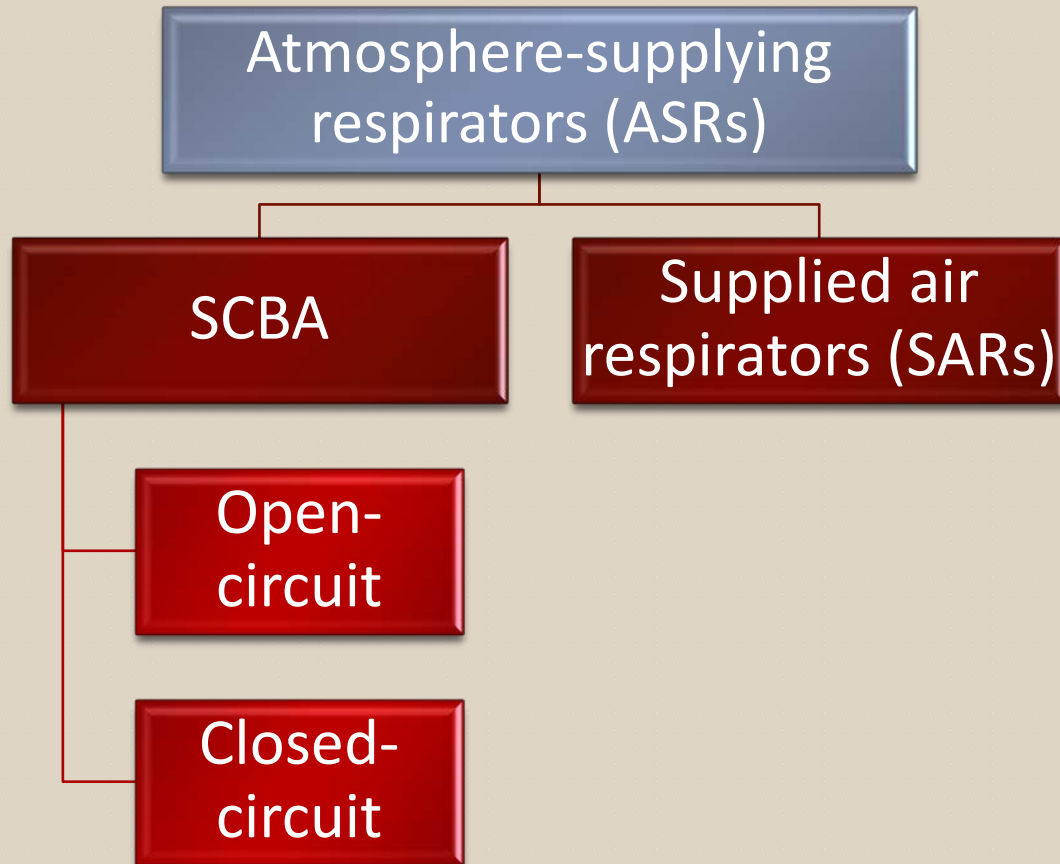 Atmosphere-supplying
respirators (ASRs)
SCBA
Supplied air
respirators (SARs)
Open-
circuit
Closed-
circuit